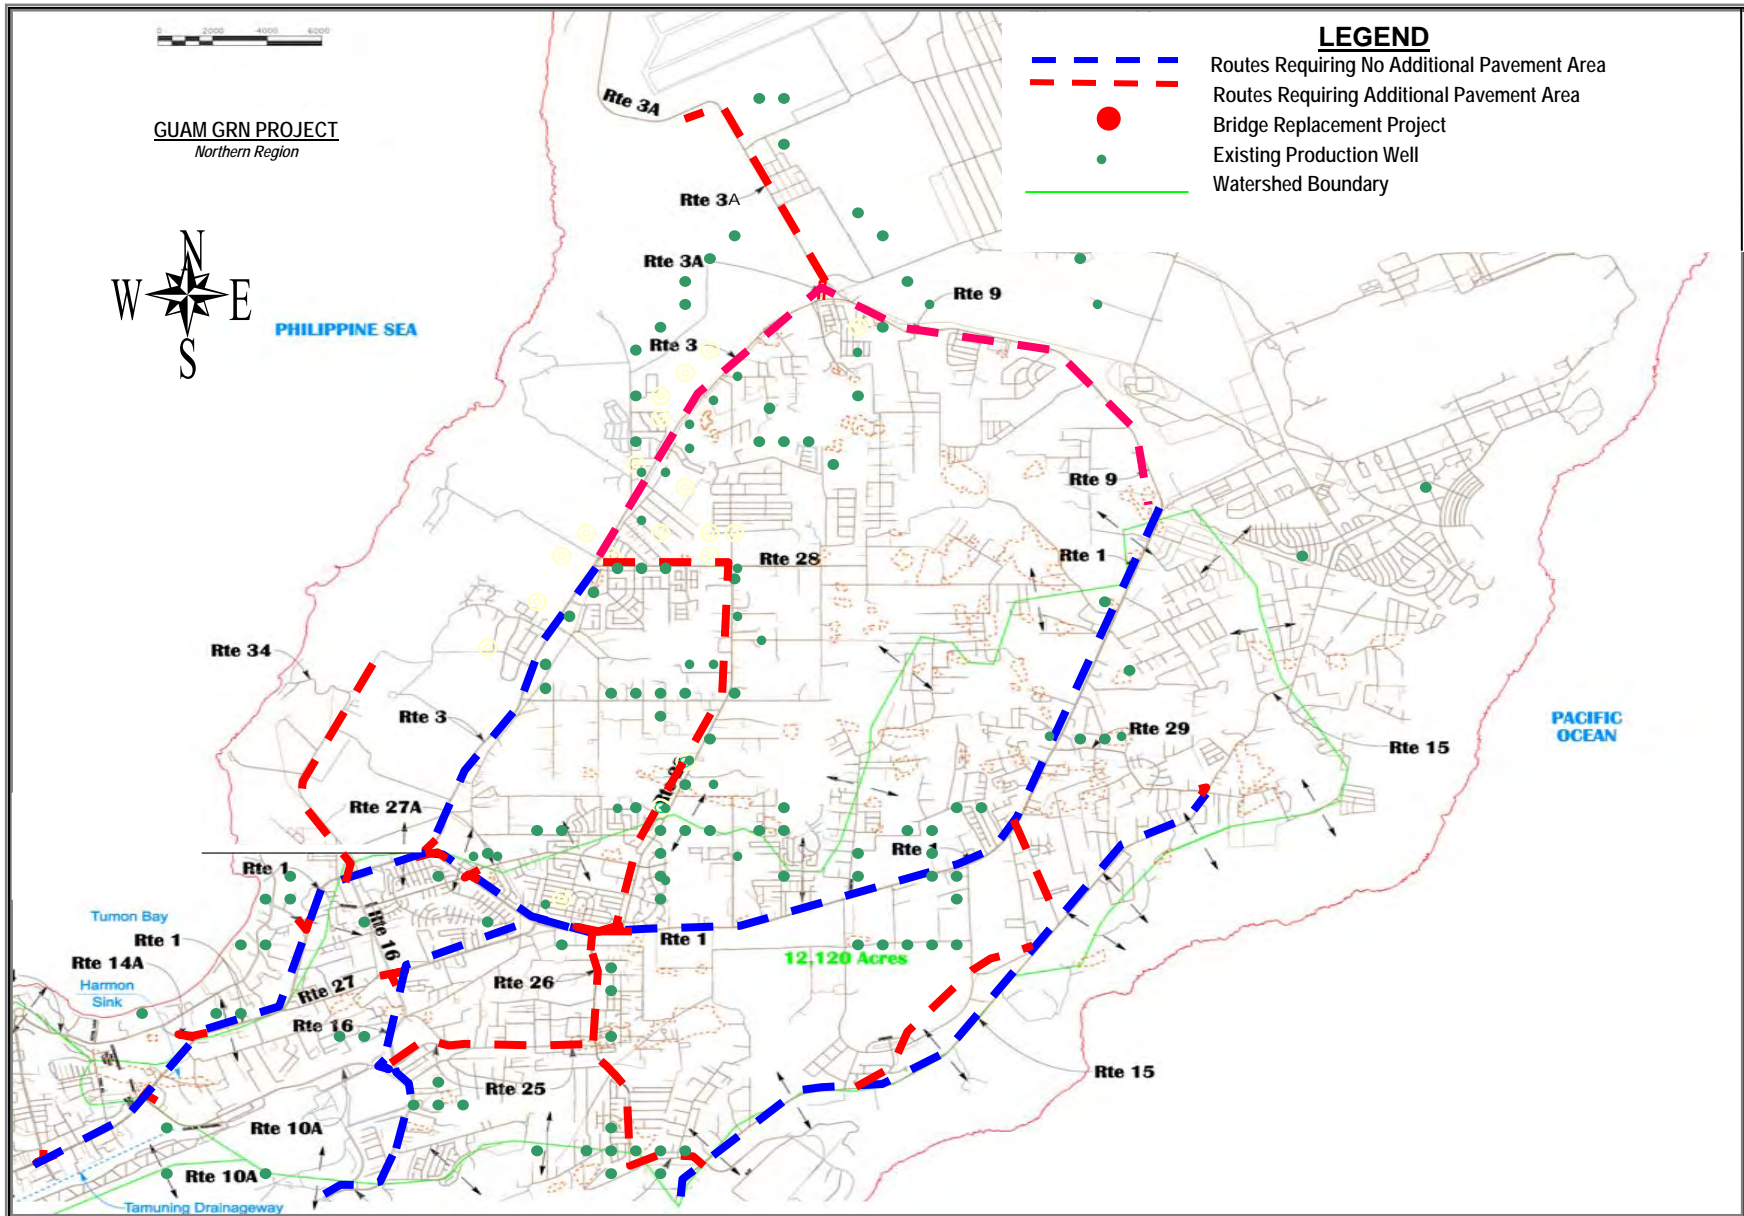 0 2000 4000 6000
GUAM GRN PROJECT
Northern Region
N
W E
S
LEGEND
Routes Requiring No Additional Pavement Area
Routes Requiring Additional Pavement Area
Bridge Replacement Project
Existing Production Well
Watershed Boundary
Rte 3A
Rte 3A
Rte 3A
Rte 9
PHILIPPINE SEA
Rte 3
Rte 9
Rte 28
Rte 1
Rte 34
Rte 3
Rte 29
Rte 15
PACIFIC
OCEAN
Rte 27A
Rte 1
Rte 1
Tumon Bay
Rte 1
Rte 16
Rte 1
Rte 14A
12,120 Acres
Harmon
Sink
Rte 27
Rte 26
Rte 16
Rte 15
Rte 25
Rte 10A
Rte 10A
Tamuning Drainageway